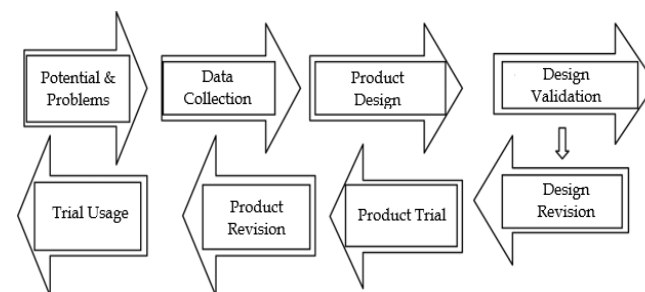 Potential &
Problems
Data
Collection
Product
Design
Design
Validation
Design
Revision
Product Trial
Product
Revision
Trial Usage